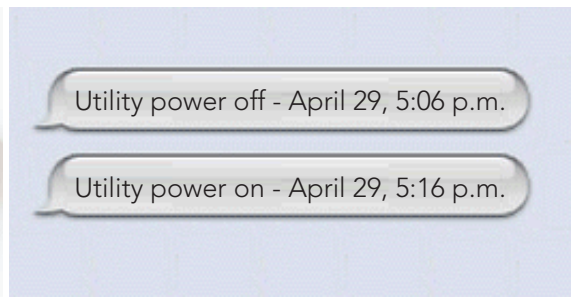 Utility power off - April 29, 5:06 p.m.
Utility power on - April 29, 5:16 p.m.